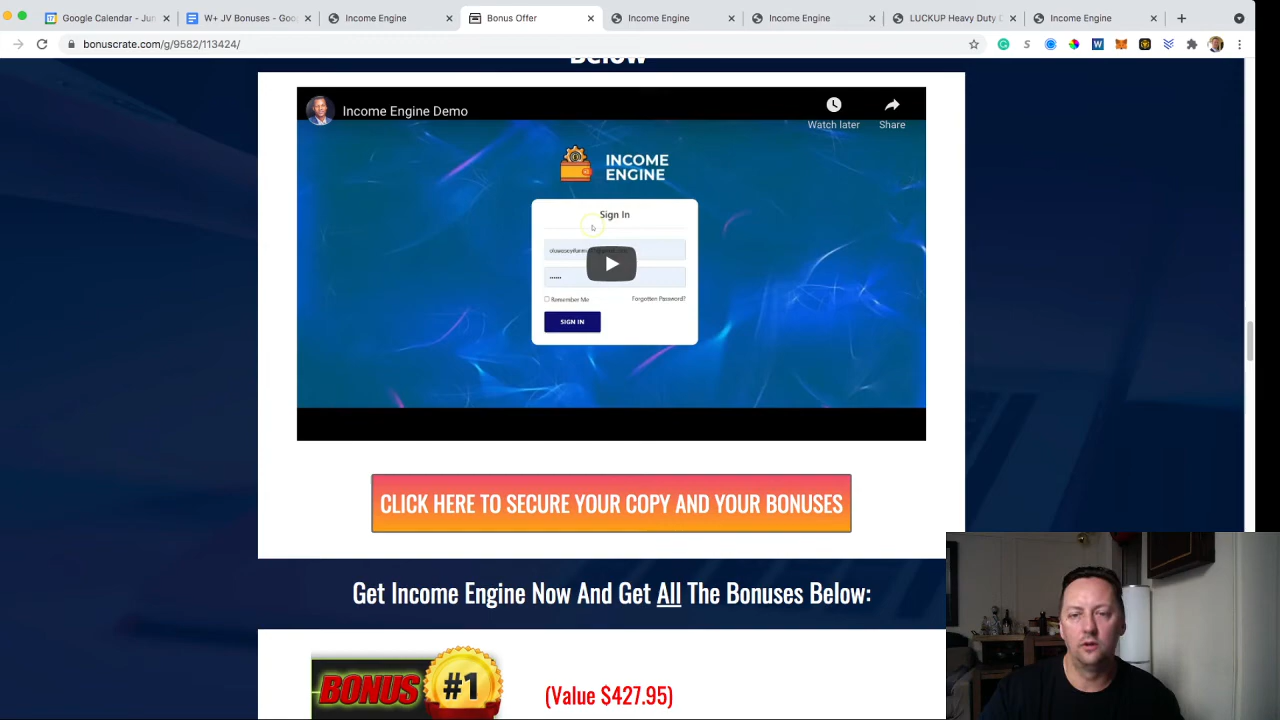 Google Calendar - Jun
W+ JV Bonuses - Goo
Income Engine
Bonus Offer
Income Engine
Income Engine
LUCKUP Heavy Duty D
Income Engine
bonuscrate.com/g/9582/113424/
Below
Income Engine Demo
Watch later
Share
INCOME
ENGINE
Sign In
Remember Me
Forgotten Password?
SIGN IN
CLICK HERE TO SECURE YOUR COPY AND YOUR BONUSES
Get Income Engine Now And Get All The Bonuses Below:
BONUS #1
(Value $427.95)